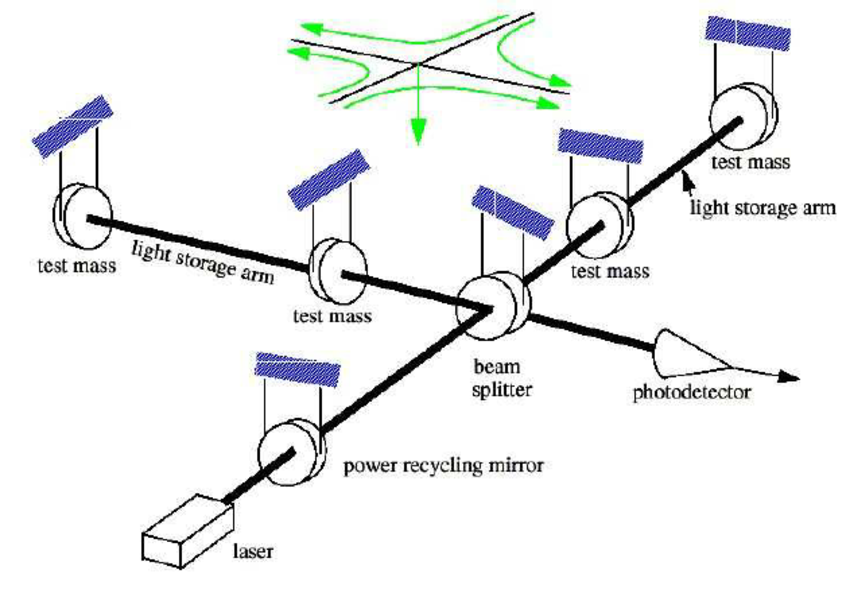 test mass
light storage arm
test mass
light storage arm
test mass
test mass
beam
splitter
photodetector
power recycling mirror
laser